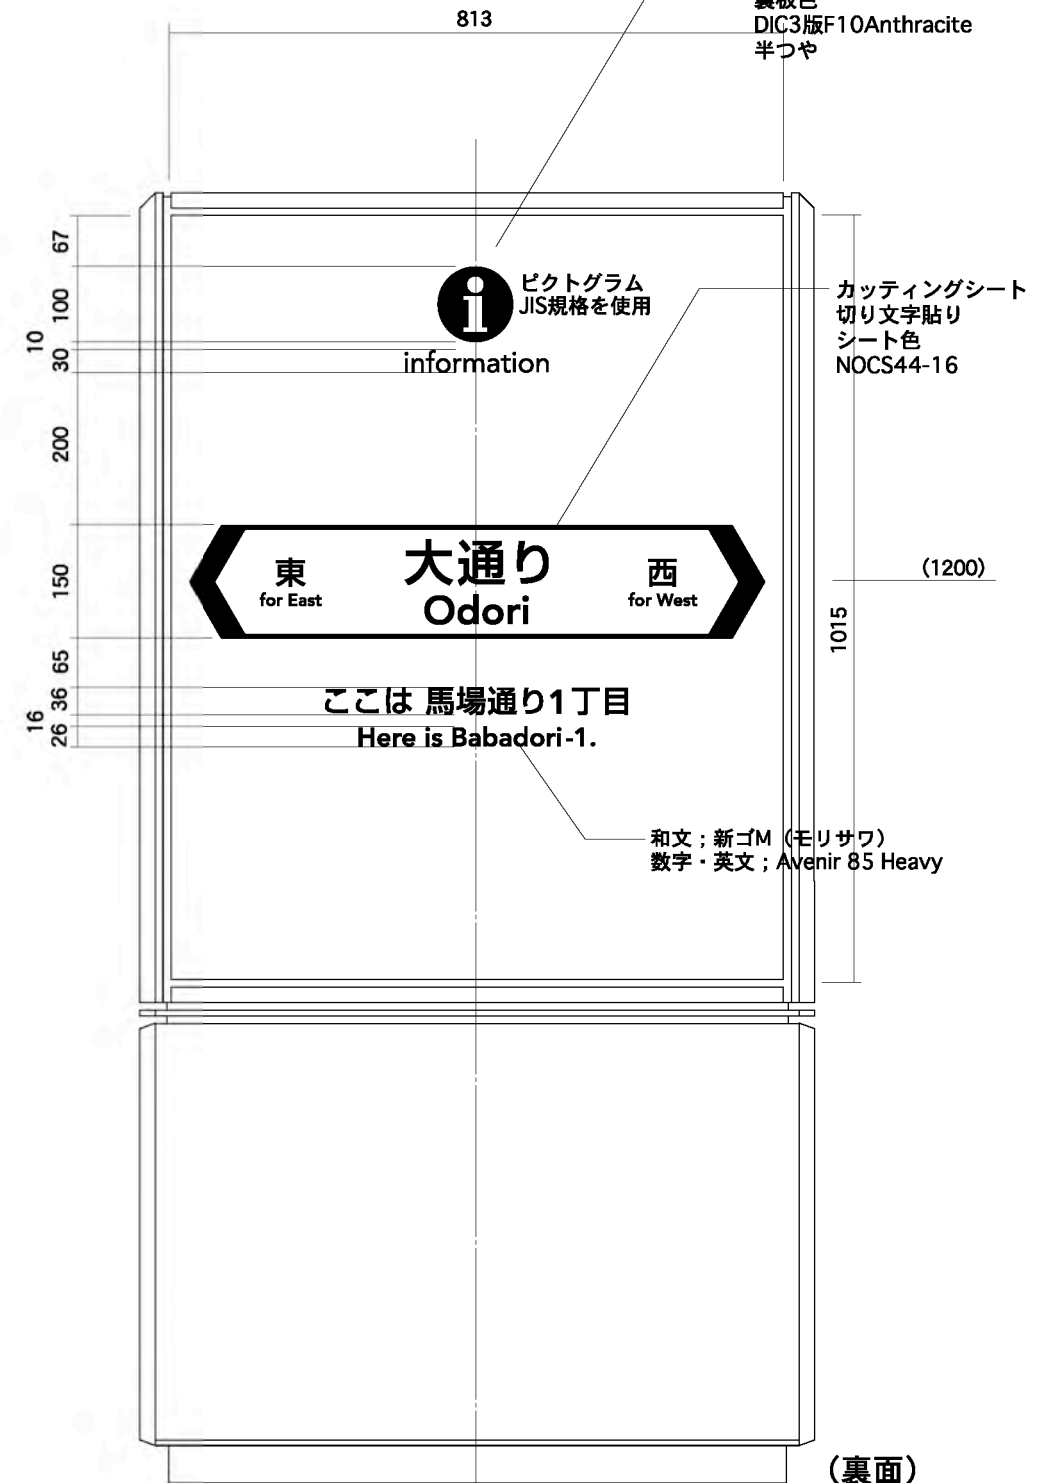 813
裏板色
DIC3版F10Anthracite
半つや
67
100
10
30
200
150
65
36
16
26
ピクトグラム
JIS規格を使用
information
カッティングシート
切り文字貼り
シート色
NOCS44-16
大通り
Odori
東
for East
西
for West
(1200)
1015
ここは 馬場通り1丁目
Here is Babadori-1.
和文；新ゴM（モリサワ）
数字・英文；Avenir 85 Heavy
(裏面)